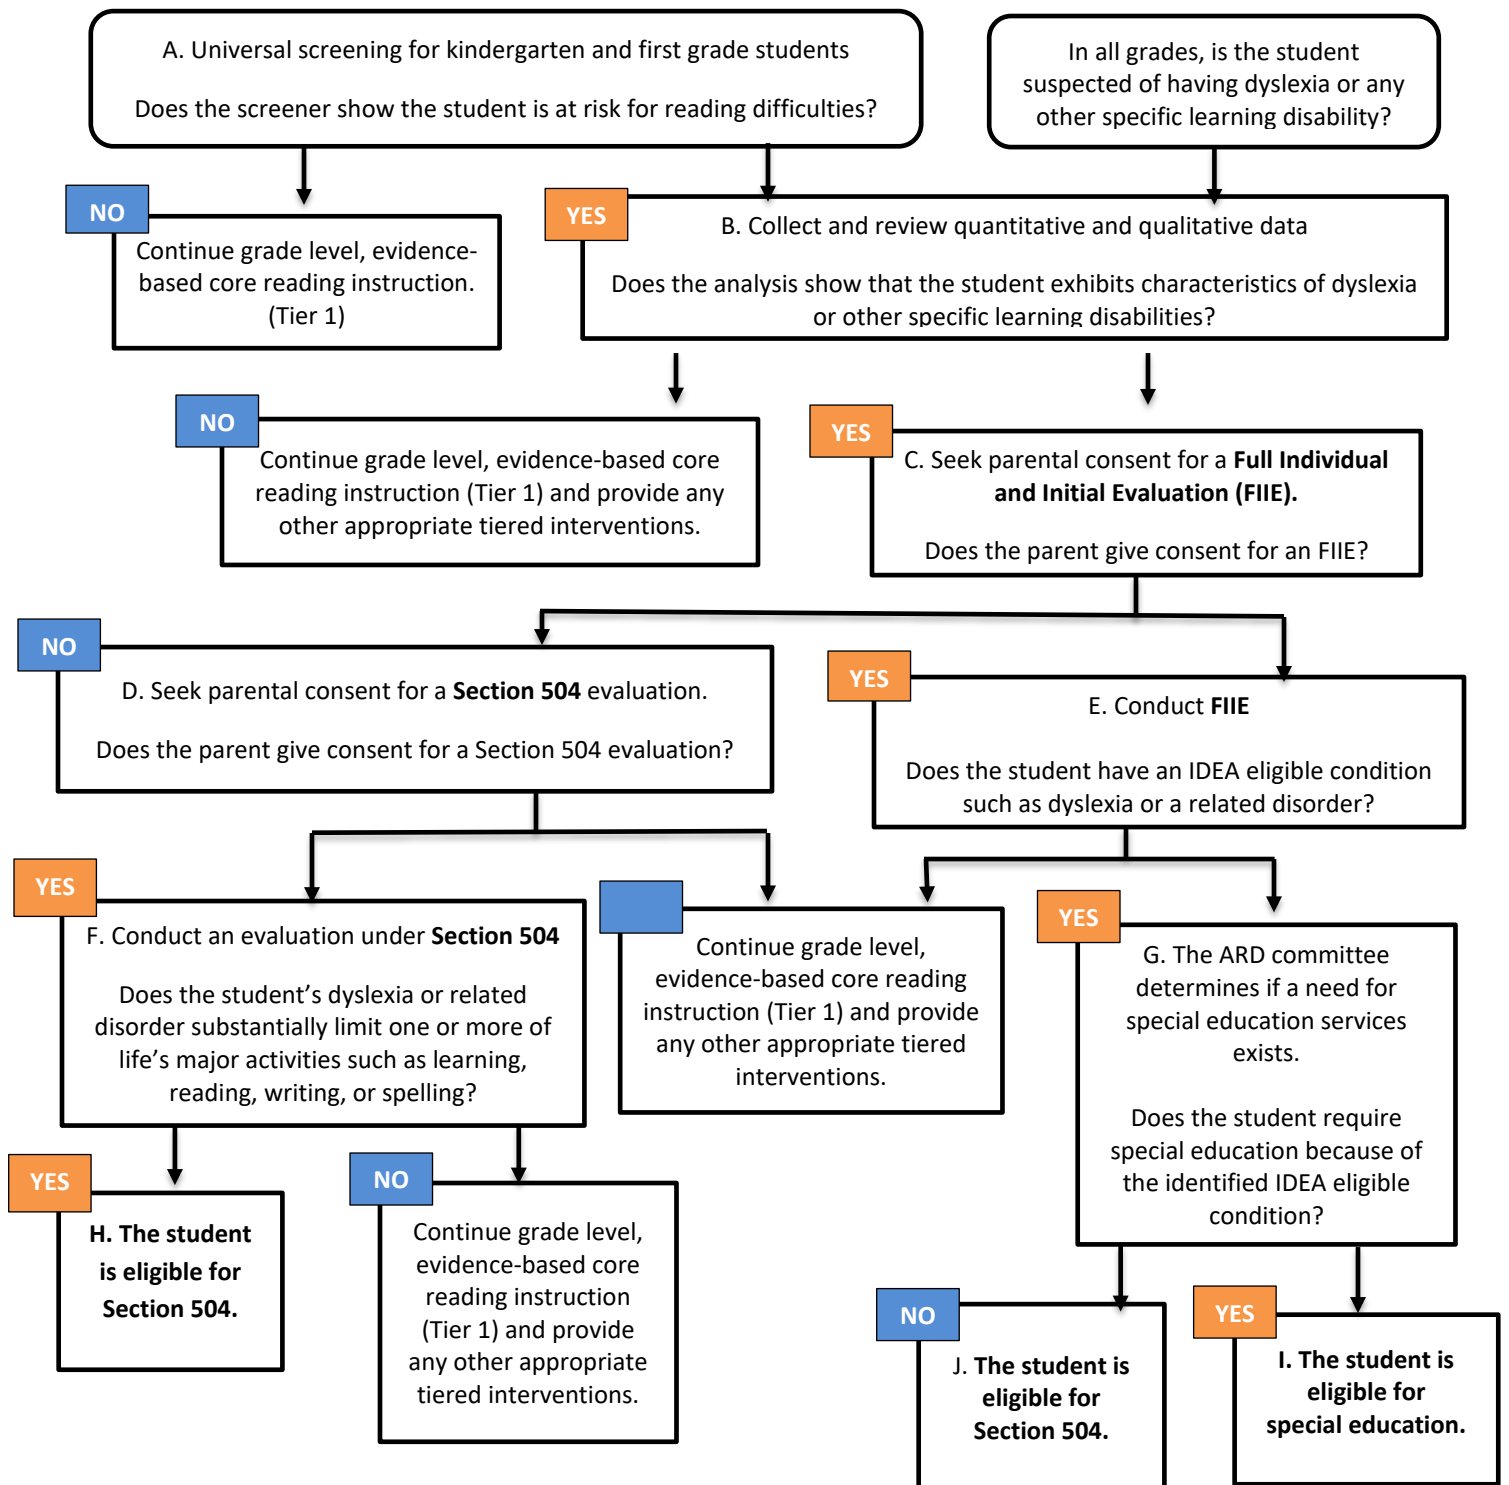 A. Universal screening for kindergarten and first grade students
Does the screener show the student is at risk for reading difficulties?
In all grades, is the student
suspected of having dyslexia or any
other specific learning disability?
NO
Continue grade level, evidence-
based core reading instruction.
(Tier 1)
YES
B. Collect and review quantitative and qualitative data
Does the analysis show that the student exhibits characteristics of dyslexia
or other specific learning disabilities?
NO
Continue grade level, evidence-based core
reading instruction (Tier 1) and provide any
other appropriate tiered interventions.
YES
C. Seek parental consent for a Full Individual
and Initial Evaluation (FIIE).
Does the parent give consent for an FIIE?
NO
D. Seek parental consent for a Section 504 evaluation.
Does the parent give consent for a Section 504 evaluation?
YES
E. Conduct FIIE
Does the student have an IDEA eligible condition
such as dyslexia or a related disorder?
YES
F. Conduct an evaluation under Section 504
Does the student’s dyslexia or related
disorder substantially limit one or more of
life’s major activities such as learning,
reading, writing, or spelling?
Continue grade level,
evidence-based core reading
instruction (Tier 1) and provide
any other appropriate tiered
interventions.
YES
G. The ARD committee
determines if a need for
special education services
exists.
Does the student require
special education because of
the identified IDEA eligible
condition?
YES
H. The student
is eligible for
Section 504.
NO
Continue grade level,
evidence-based core
reading instruction
(Tier 1) and provide
any other appropriate
tiered interventions.
NO
J. The student is
eligible for
Section 504.
YES
I. The student is
eligible for
special education.